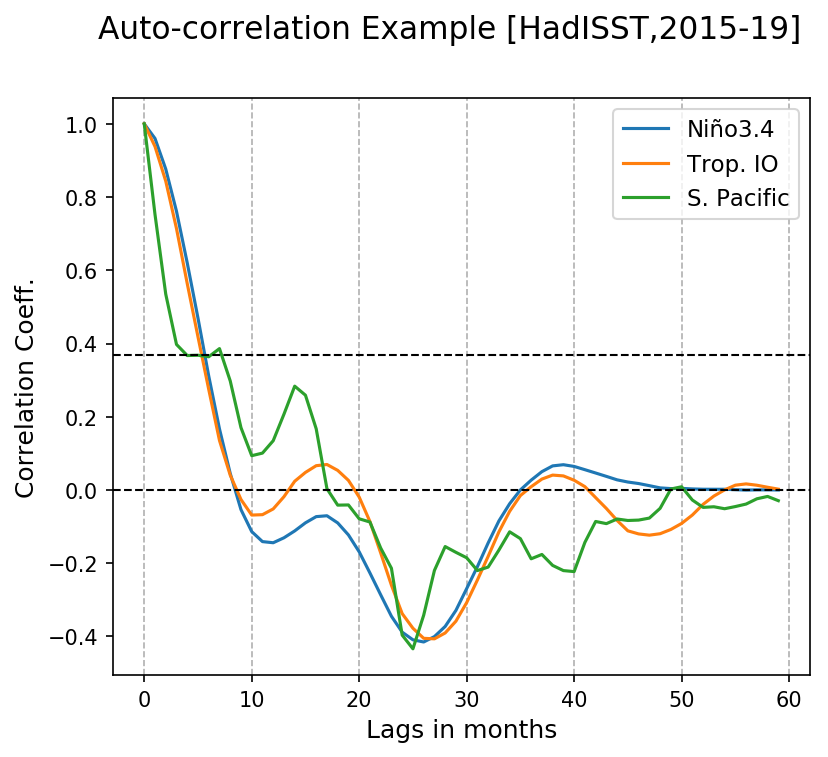 Auto-correlation Example [HadISST,2015-19]
Niño3.4
Trop. IO
S. Pacific
1.0
0.8
0.6
0.4
0.2
0.0
−0.2
−0.4
Correlation Coeff.
0 10 20 30 40 50 60
Lags in months